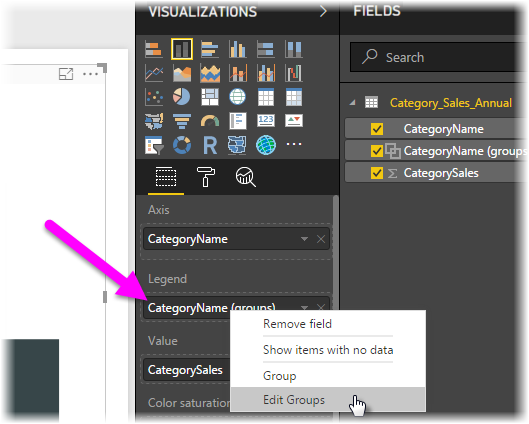 VISUALIZATIONS
FIELDS
Search
Category_Sales_Annual
CategoryName
CategoryName (groups
CategorySales
Axis
CategoryName
Legend
CategoryName (groups)
Value
CategorySales
Color saturation
Remove field
Show items with no data
Group
Edit Groups